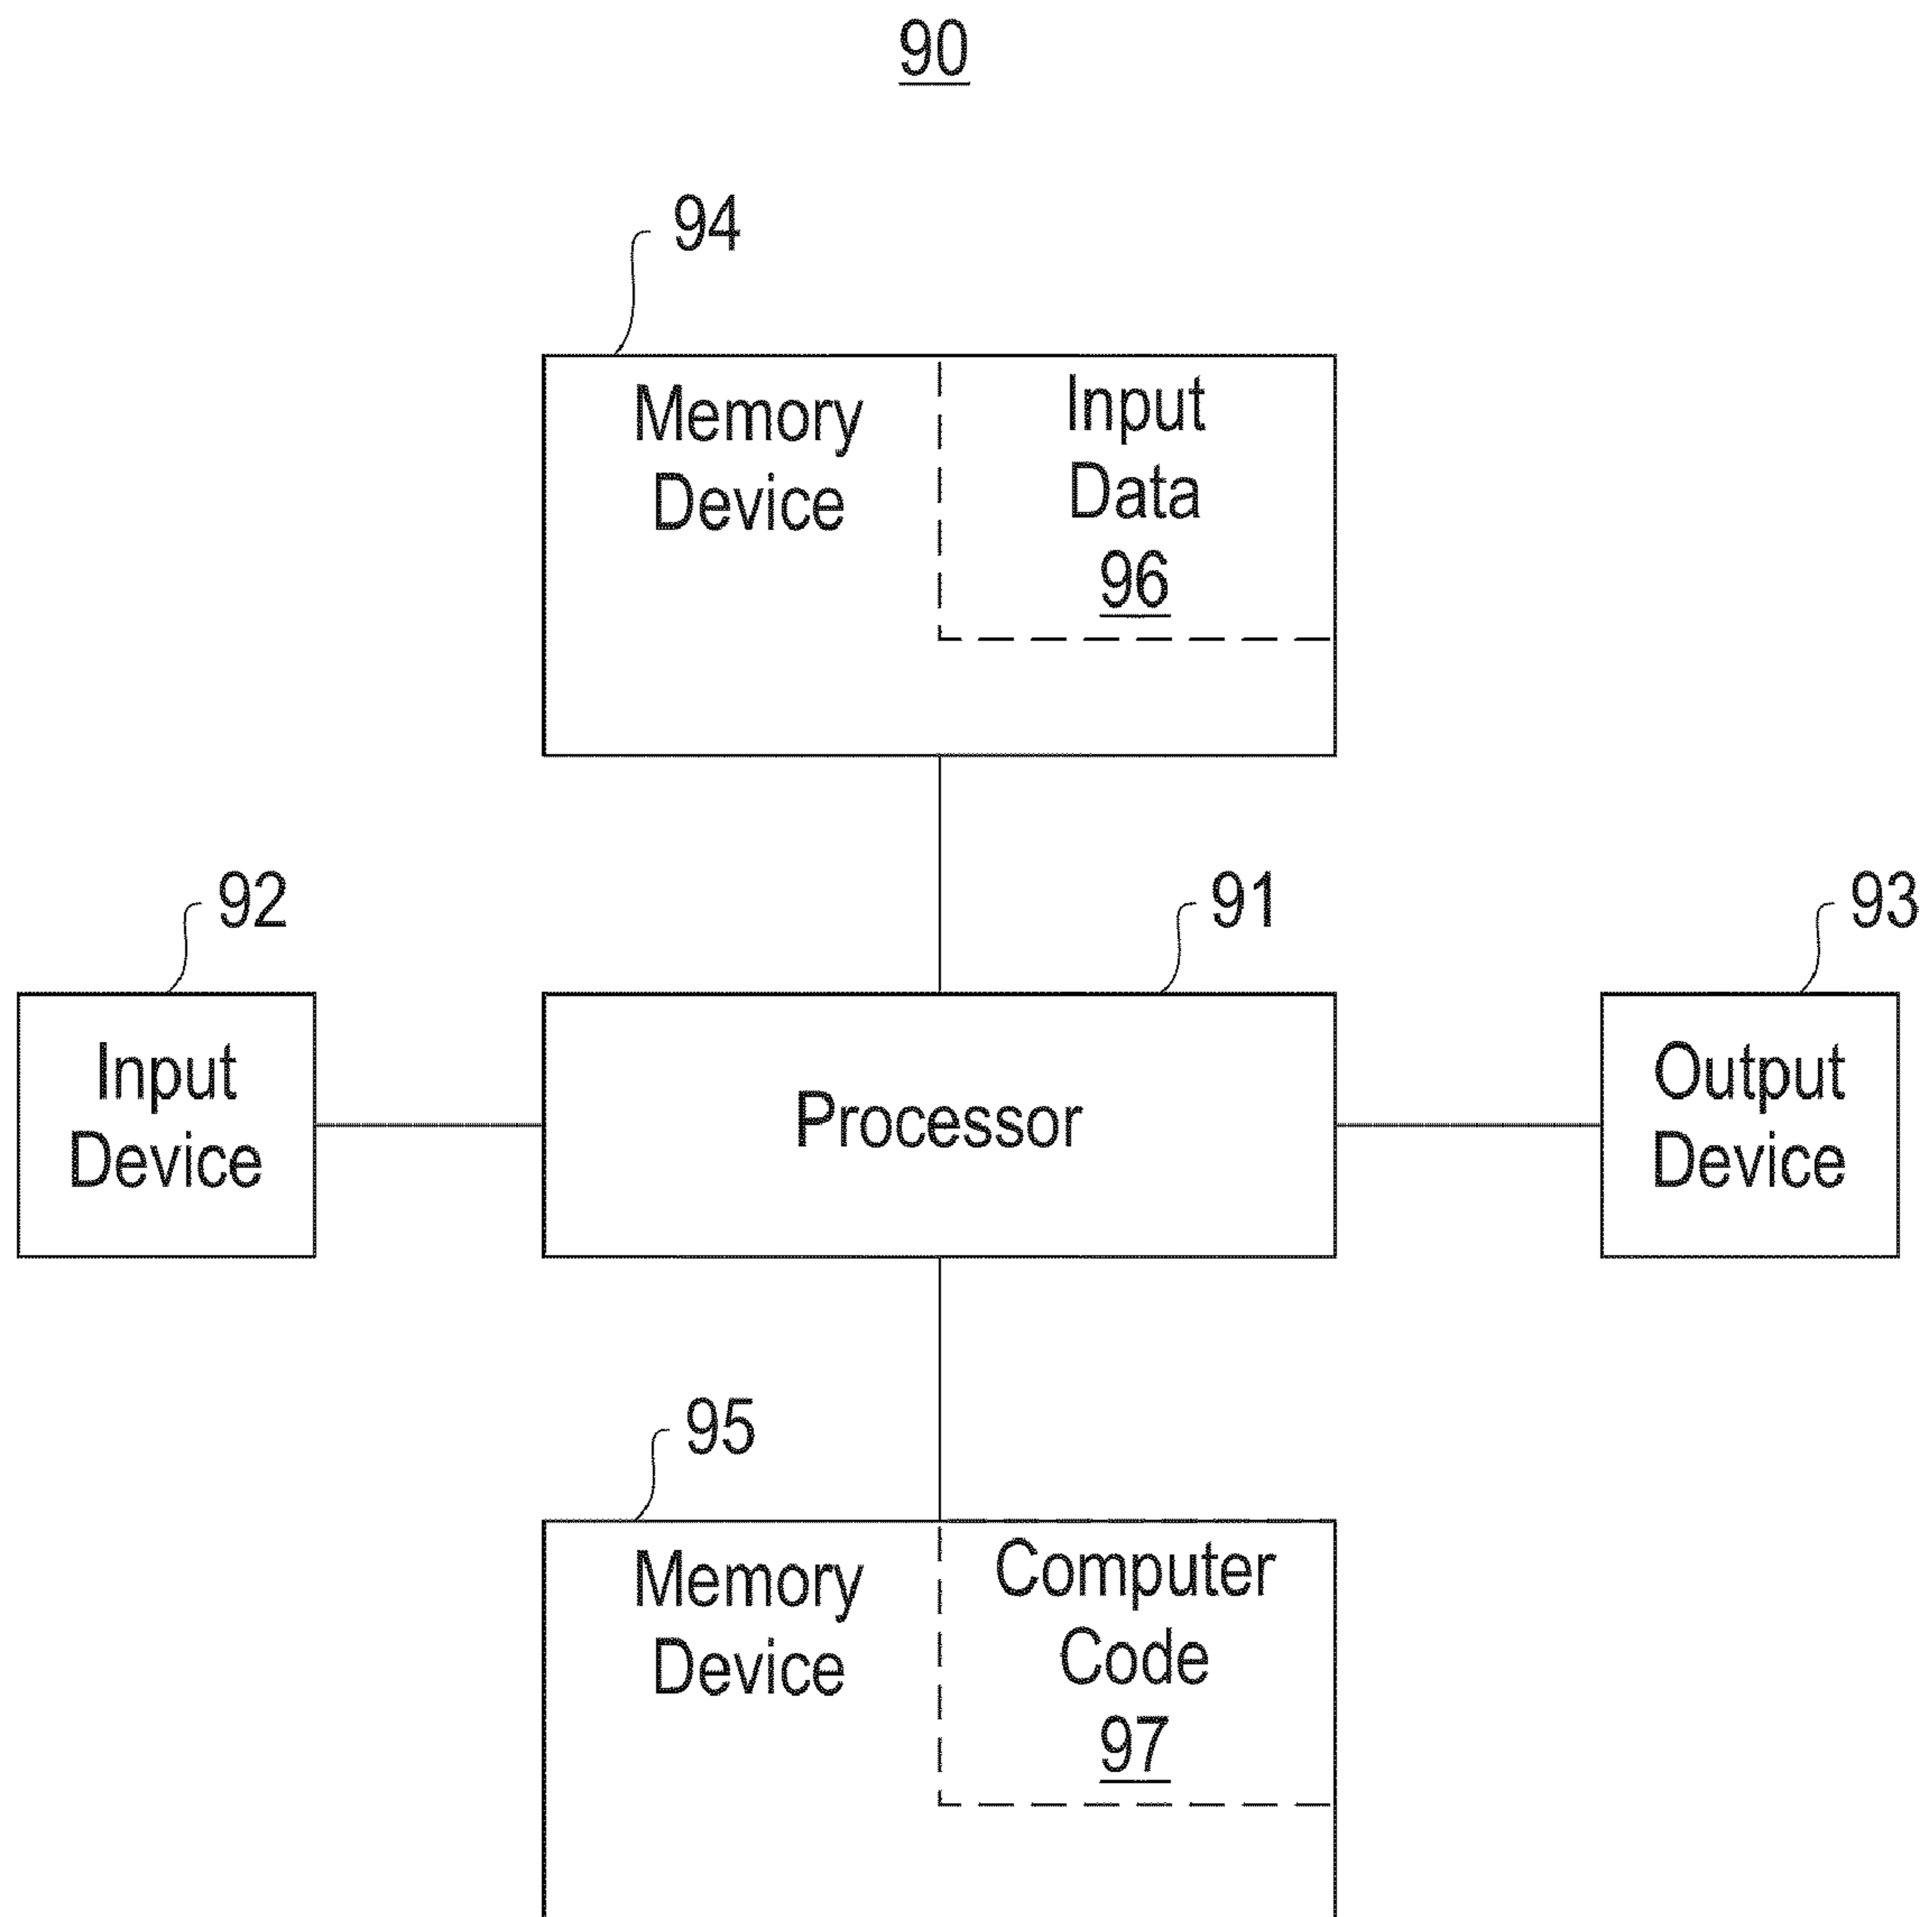 90
94
Memory
Device
Input
Data
96
92
91
93
Input
Device
Processor
Output
Device
95
Memory
Device
Computer
Code
97